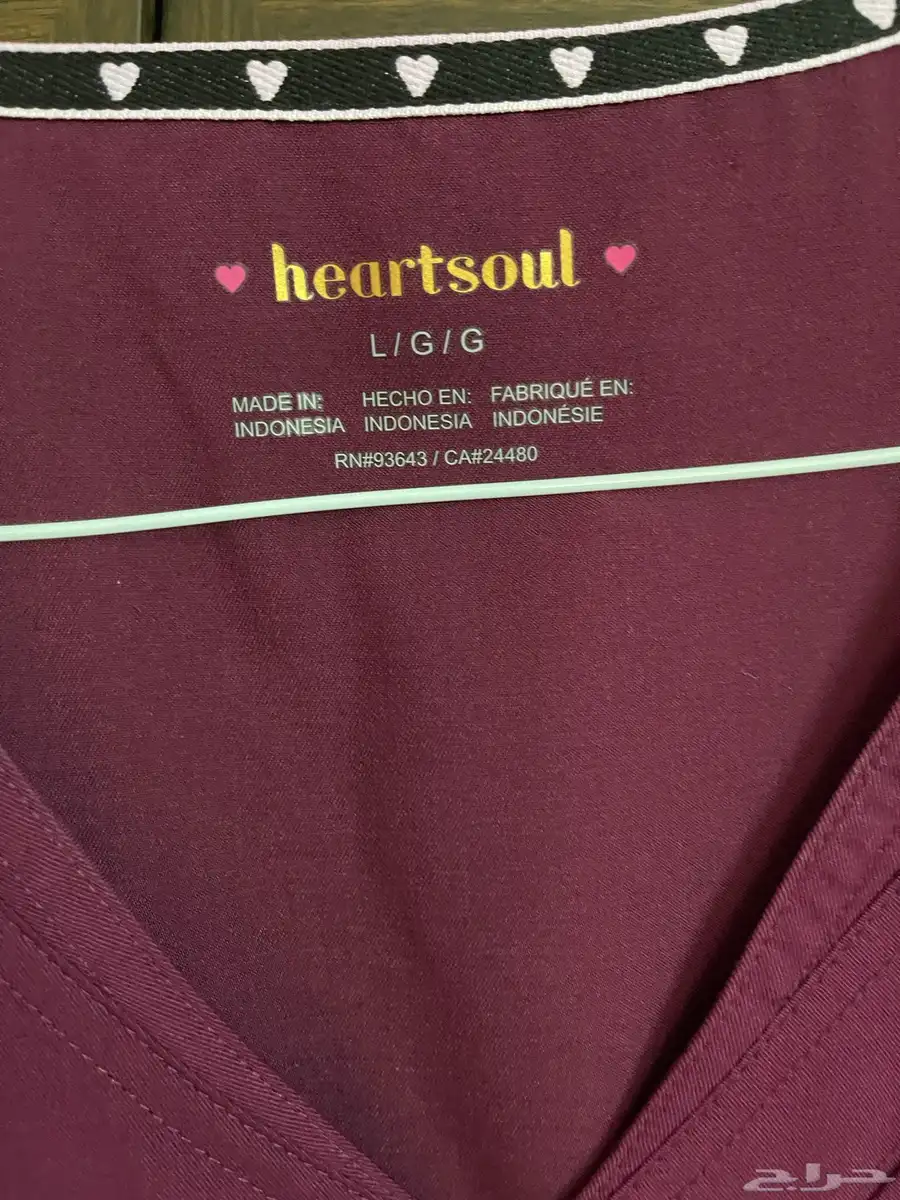 heartsoul
L / G / G
MADE IN: HECHO EN: FABRIQUÉ EN:
INDONESIA INDONESIA INDONÉSIE
RN#93643 / CA#24480
حراج